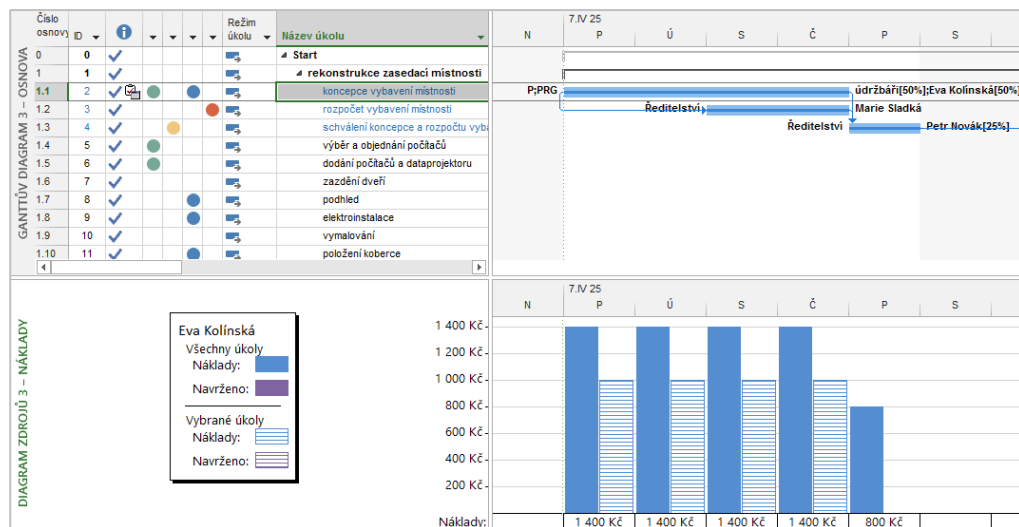 GANTTŮV DIAGRAM 3 – OSNOVA
Číslo osnovy ID Režim úkolu Název úkolu
0 0 Start
1 1 rekonstrukce zasedací místnosti
1.1 2 koncepce vybavení místnosti
1.2 3 rozpočet vybavení místnosti
1.3 4 schválení koncepce a rozpočtu vyba
1.4 5 výběr a objednání počítačů
1.5 6 dodání počítačů a dataprojektoru
1.6 7 zazdění dveří
1.7 8 podhled
1.8 9 elektroinstalace
1.9 10 vymalování
1.10 11 položení koberce
7.IV 25
N P Ú S Č P S
P;PRG údržbáři[50%];Eva Kolínská[50%]
Ředitelství Marie Sladká
Ředitelství Petr Novák[25%]
DIAGRAM ZDROJŮ 3 – NÁKLADY
Eva Kolínská
Všechny úkoly
Náklady:
Navrženo:
Vybrané úkoly
Náklady:
Navrženo:
7.IV 25
N P Ú S Č P S
1 400 Kč
1 200 Kč
1 000 Kč
800 Kč
600 Kč
400 Kč
200 Kč
Náklady: 1 400 Kč 1 400 Kč 1 400 Kč 1 400 Kč 800 Kč